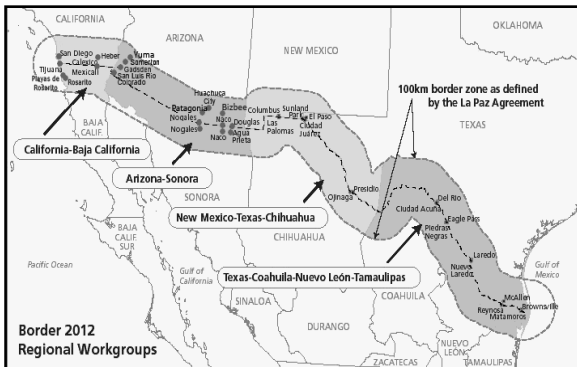 CALIFORNIA
ARIZONA
NEW MEXICO
OKLAHOMA
TEXAS
San Diego
Calexico
Heber
Yuma
Somerton
Gadsden
San Luis Rio
Colorado
Tijuana
Mexicali
Playas de
Rosarito
Rosarito
BAJA
CALIF.
California-Baja California
Huachuca
City
Patagonia
Bizbee
Nogales
Naco
Douglas
Nogales
Naco
Agua
Prieta
Columbus
Las
Palomas
Sunland
Park
El Paso
Ciudad
Juárez
100km border zone as defined
by the La Paz Agreement
Arizona-Sonora
SONORA
New Mexico-Texas-Chihuahua
CHIHUAHUA
Presidio
Ojinaga
Ciudad Acuña
Del Rio
Eagle Pass
Piedras
Negras
Texas-Coahuila-Nuevo León-Tamaulipas
BAJA
CALIF.
SUR
Pacific Ocean
Gulf of
California
Gulf of
Mexico
Laredo
Nuevo
Laredo
McAllen
Brownsville
Reynosa
Matamoros
COAHUILA
SINALOA
DURANGO
ZACATECAS
NUEVO
LEÓN
TAMAULIPAS
Border 2012
Regional Workgroups